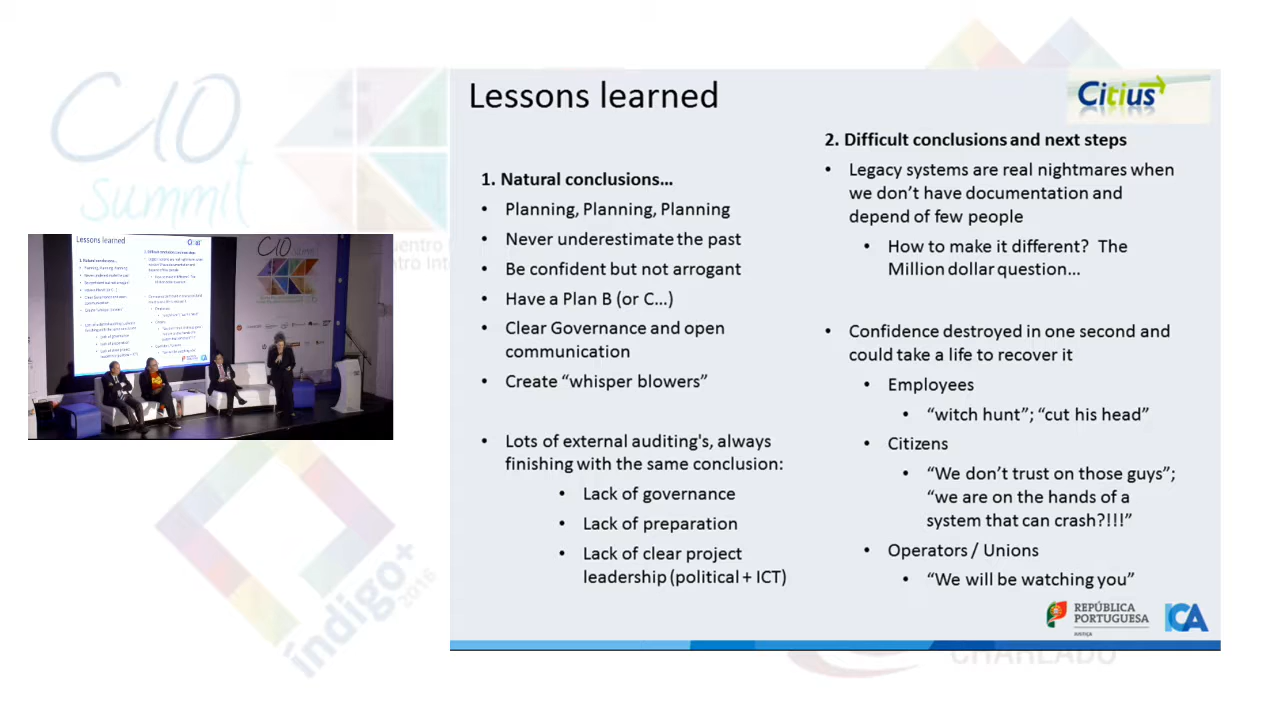 CIO
Summit
Lessons learned
Citius
1. Natural conclusions…
• Planning, Planning, Planning
• Never underestimate the past
• Be confident but not arrogant
• Have a Plan B (or C…)
• Clear Governance and open
communication
• Create “whisper blowers”
• Lots of external auditing's, always
finishing with the same conclusion:
• Lack of governance
• Lack of preparation
• Lack of clear project
leadership (political + ICT)
2. Difficult conclusions and next steps
• Legacy systems are real nightmares when
we don’t have documentation and
depend of few people
• How to make it different?  The
Million dollar question…
• Confidence destroyed in one second and
could take a life to recover it
• Employees
• “witch hunt”; “cut his head”
• Citizens
• “We don’t trust on those guys”;
“we are on the hands of a
system that can crash?!!!”
• Operators / Unions
• “We will be watching you”
REPÚBLICA
PORTUGUESA
JUSTIÇA
ICA
índigo+
2016
Lessons learned
CIO Summit